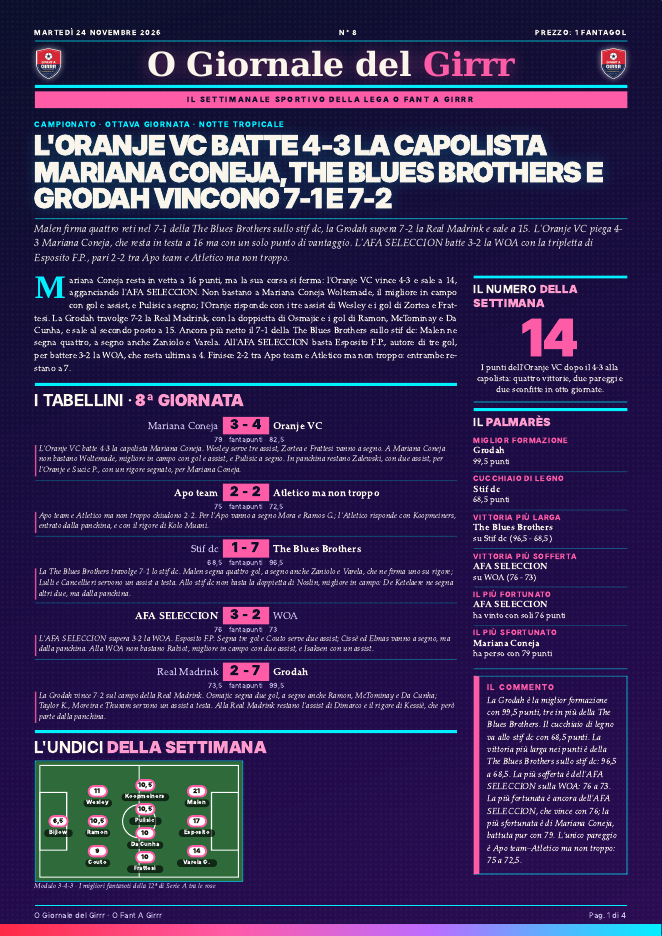 MARTEDÌ 24 NOVEMBRE 2026
N° 8
PREZZO: 1 FANTAGOL
O Giornale del Girrr
IL SETTIMANALE SPORTIVO DELLA LEGA O FANT A GIRRR
CAMPIONATO · OTTAVA GIORNATA · NOTTE TROPICALE
L'ORANJE VC BATTE 4-3 LA CAPOLISTA
MARIANA CONEJA, THE BLUES BROTHERS E
GRODAH VINCONO 7-1 E 7-2
Malen firma quattro reti nel 7-1 della The Blues Brothers sullo stif dc, la Grodah supera 7-2 la Real Madrink e sale a 15. L'Oranje VC piega 4-
3 Mariana Coneja, che resta in testa a 16 ma con un solo punto di vantaggio. L'AFA SELECCION batte 3-2 la WOA con la tripletta di
Esposito F.P., pari 2-2 tra Apo team e Atletico ma non troppo.
Mariana Coneja resta in vetta a 16 punti, ma la sua corsa si ferma: l'Oranje VC vince 4-3 e sale a 14,
agganciando l'AFA SELECCION. Non bastano a Mariana Coneja Woltemade, il migliore in campo
con gol e assist, e Pulisic a segno; l'Oranje risponde con i tre assist di Wesley e i gol di Zortea e Frat-
tesi. La Grodah travolge 7-2 la Real Madrink, con la doppietta di Osmajic e i gol di Ramon, McTominay e Da
Cunha, e sale al secondo posto a 15. Ancora più netto il 7-1 della The Blues Brothers sullo stif dc: Malen ne
segna quattro, a segno anche Zaniolo e Varela. All'AFA SELECCION basta Esposito F.P., autore di tre gol,
per battere 3-2 la WOA, che resta ultima a 4. Finisce 2-2 tra Apo team e Atletico ma non troppo: entrambe re-
stano a 7.
I TABELLINI · 8ª GIORNATA
Mariana Coneja 3 - 4 Oranje VC
79 fantapunti 82,5
L'Oranje VC batte 4-3 la capolista Mariana Coneja. Wesley serve tre assist, Zortea e Frattesi vanno a segno. A Mariana Coneja
non bastano Woltemade, migliore in campo con gol e assist, e Pulisic a segno. In panchina restano Zalewski, con due assist, per
l'Oranje e Sucic P., con un rigore segnato, per Mariana Coneja.
Apo team 2 - 2 Atletico ma non troppo
75 fantapunti 72,5
Apo team e Atletico, ma non troppo chiudono 2-2. Per l'Apo vanno a segno Mora e Ramos G.; l'Atletico risponde con Koopmeiners,
entrato dalla panchina, e con il rigore di Kolo Muani.
Stif dc 1 - 7 The Blues Brothers
68,5 fantapunti 96,5
La The Blues Brothers travolge 7-1 lo stif dc. Malen segna quattro gol, a segno anche Zaniolo e Varela, che ne firma uno su rigore;
Lulli e Cancellieri servono un assist a testa. Allo stif dc non basta la doppietta di Noslin, migliore in campo: De Ketelaere ne segna
altri due, ma dalla panchina.
AFA SELECCION 3 - 2 WOA
76 fantapunti 73
L'AFA SELECCION supera 3-2 la WOA. Esposito F.P. Segna tre gol e Couto serve due assist; Cissè ed Elmas vanno a segno, ma
dalla panchina. Alla WOA non bastano Rabiot, migliore in campo con due assist, e Isaksen con un assist.
Real Madrink 2 - 7 Grodah
73,5 fantapunti 99,5
La Grodah vince 7-2 sul campo della Real Madrink. Osmajic segna due gol, a segno anche Ramon, McTominay e Da Cunha;
Taylor K., Moreira e Thuram servono un assist a testa. Alla Real Madrink restano l'assist di Dimarco e il rigore di Kessié, che però
parte dalla panchina.
L'UNDICI DELLA SETTIMANA
6,5
Bijlow
11
Wesley
10,5
Ramon
9
Couto
10,5
Koopmeiners
10,5
Pulisic
10
Da Cunha
10
Frattesi
21
Malen
17
Esposito
14
Varela G.
Modulo 3-4-3 · I migliori fantavoti della 12ª di Serie A tra le rose
IL NUMERO DELLA
SETTIMANA
14
I punti dell'Oranje VC dopo il 4-3 alla
capolista: quattro vittorie, due pareggi e
due sconfitte in otto giornate.
IL PALMARÈS
MIGLIOR FORMAZIONE
Grodah
99,5 punti
CUCCHIAIO DI LEGNO
Stif dc
68,5 punti
VITTORIA PIÙ LARGA
The Blues Brothers
su Stif dc (96,5 - 68,5)
VITTORIA PIÙ SOFFERTA
AFA SELECCION
su WOA (76 - 73)
IL PIÙ FORTUNATO
AFA SELECCION
ha vinto con soli 76 punti
IL PIÙ SFORTUNATO
Mariana Coneja
ha perso con 79 punti
IL COMMENTO
La Grodah è la miglior formazione
con 99,5 punti, tre in più della The
Blues Brothers. Il cucchiaio di legno
va allo stif dc con 68,5 punti. La
vittoria più larga nei punti è della
The Blues Brothers sullo stif dc: 96,5
a 68,5. La più sofferta è dell'AFA
SELECCION sulla WOA: 76 a 73.
La più fortunata è ancora dell'AFA
SELECCION, che vince con 76; la
più sfortunata è di Mariana Coneja,
battuta pur con 79. L'unico pareggio
è Apo team–Atletico ma non troppo:
75 a 72,5.
O Giornale del Girrr · O Fant A Girrr
Pag. 1 di 4